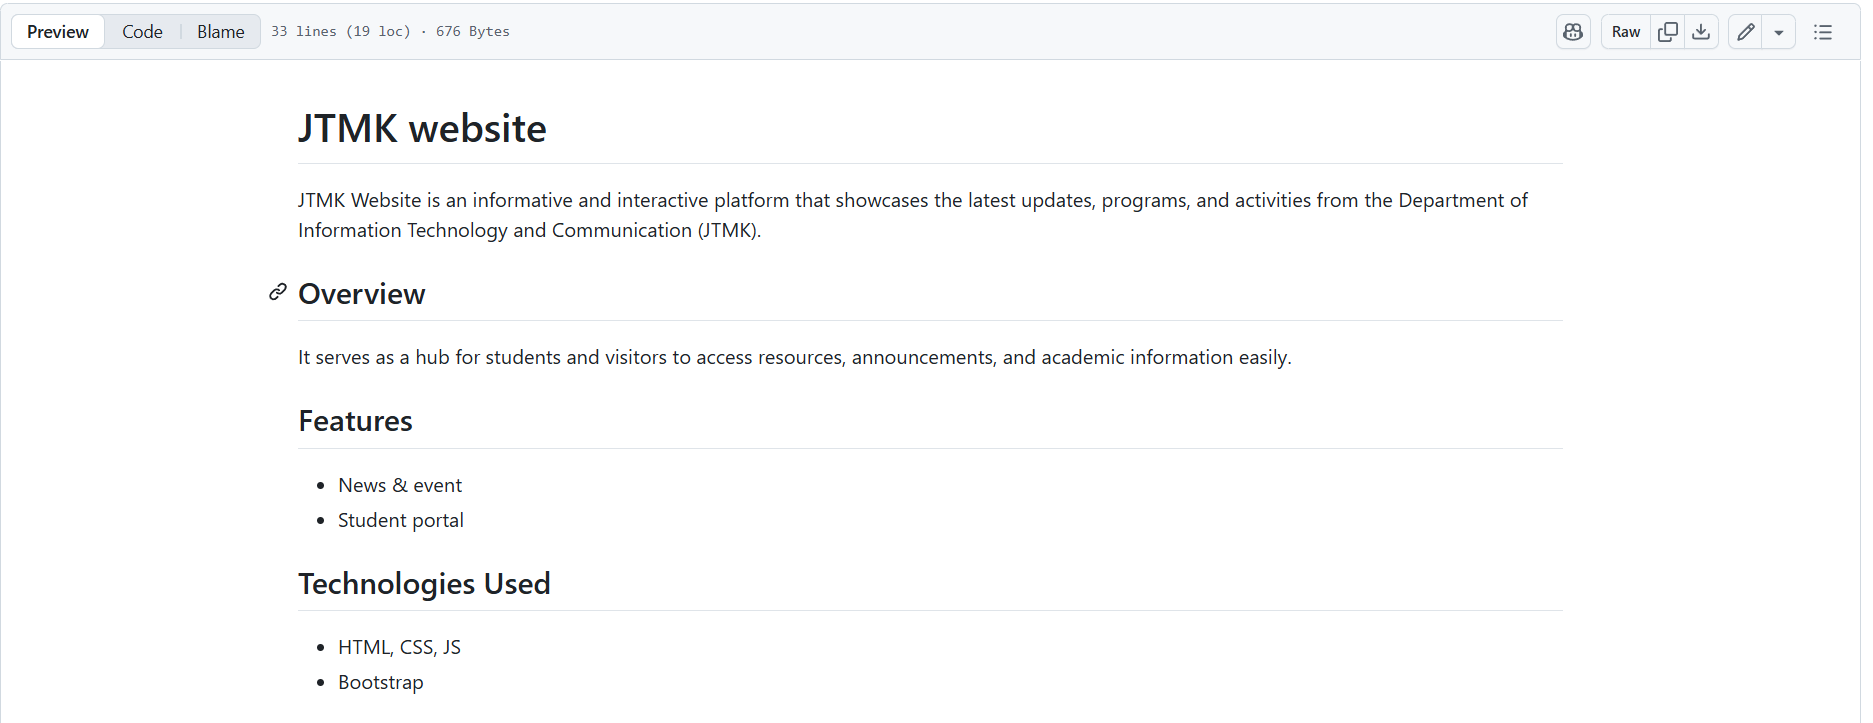 Preview Code Blame 33 lines (19 loc) · 676 Bytes Raw
JTMK website
JTMK Website is an informative and interactive platform that showcases the latest updates, programs, and activities from the Department of
Information Technology and Communication (JTMK).
Overview
It serves as a hub for students and visitors to access resources, announcements, and academic information easily.
Features
• News & event
• Student portal
Technologies Used
• HTML, CSS, JS
• Bootstrap